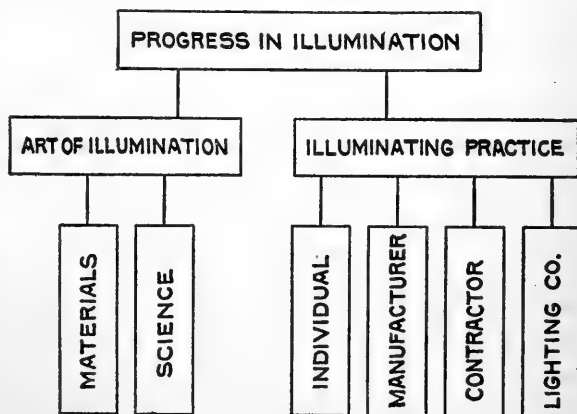 PROGRESS IN ILLUMINATION
ART OF ILLUMINATION
ILLUMINATING PRACTICE
MATERIALS
SCIENCE
INDIVIDUAL
MANUFACTURER
CONTRACTOR
LIGHTING CO.